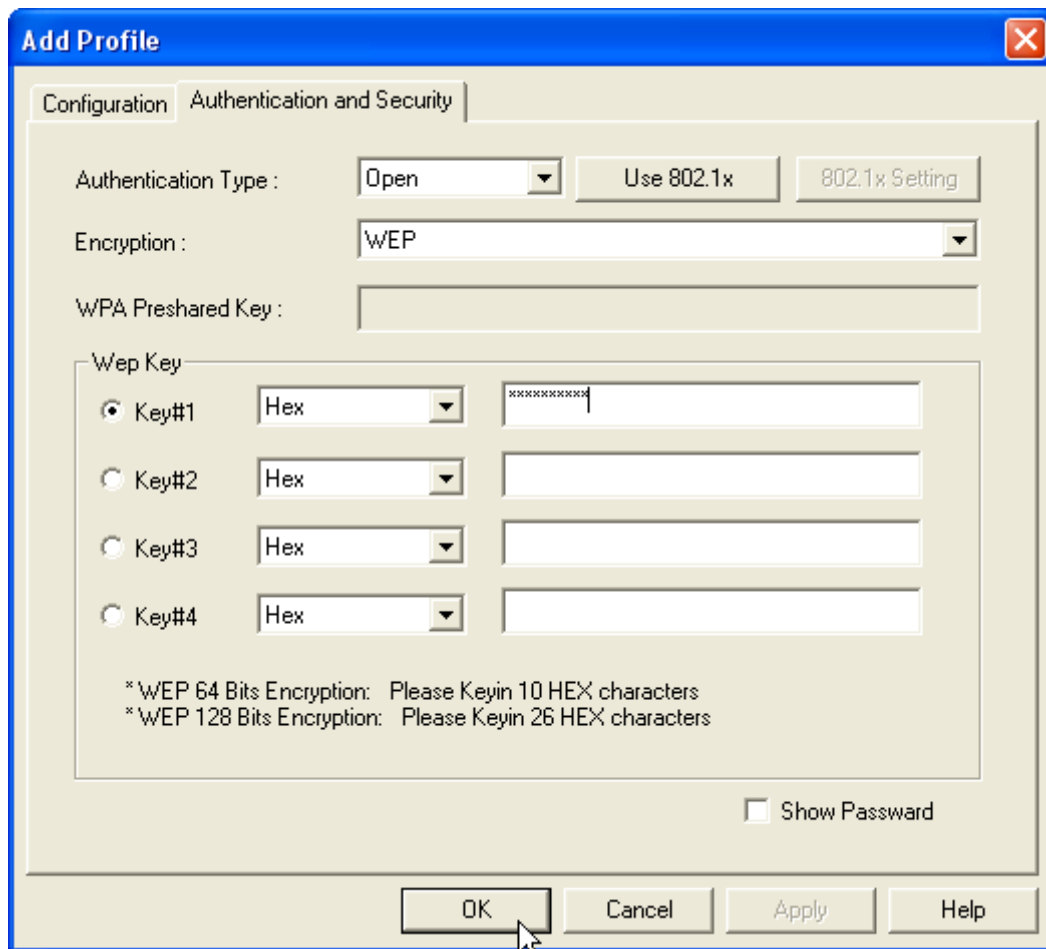 Add Profile
Configuration Authentication and Security
Authentication Type : Open Use 802.1x 802.1x Setting
Encryption : WEP
WPA Preshared Key :
Wep Key
Key#1 Hex **********
Key#2 Hex
Key#3 Hex
Key#4 Hex
* WEP 64 Bits Encryption: Please Keyin 10 HEX characters
* WEP 128 Bits Encryption: Please Keyin 26 HEX characters
Show Passward
OK Cancel Apply Help